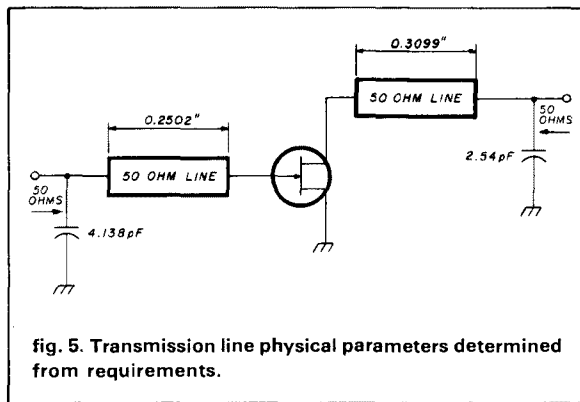 0.3099"
50 OHM LINE
50 OHMS
2.54pF
0.2502"
50 OHM LINE
50 OHMS
4.138pF
fig. 5. Transmission line physical parameters determined
from requirements.